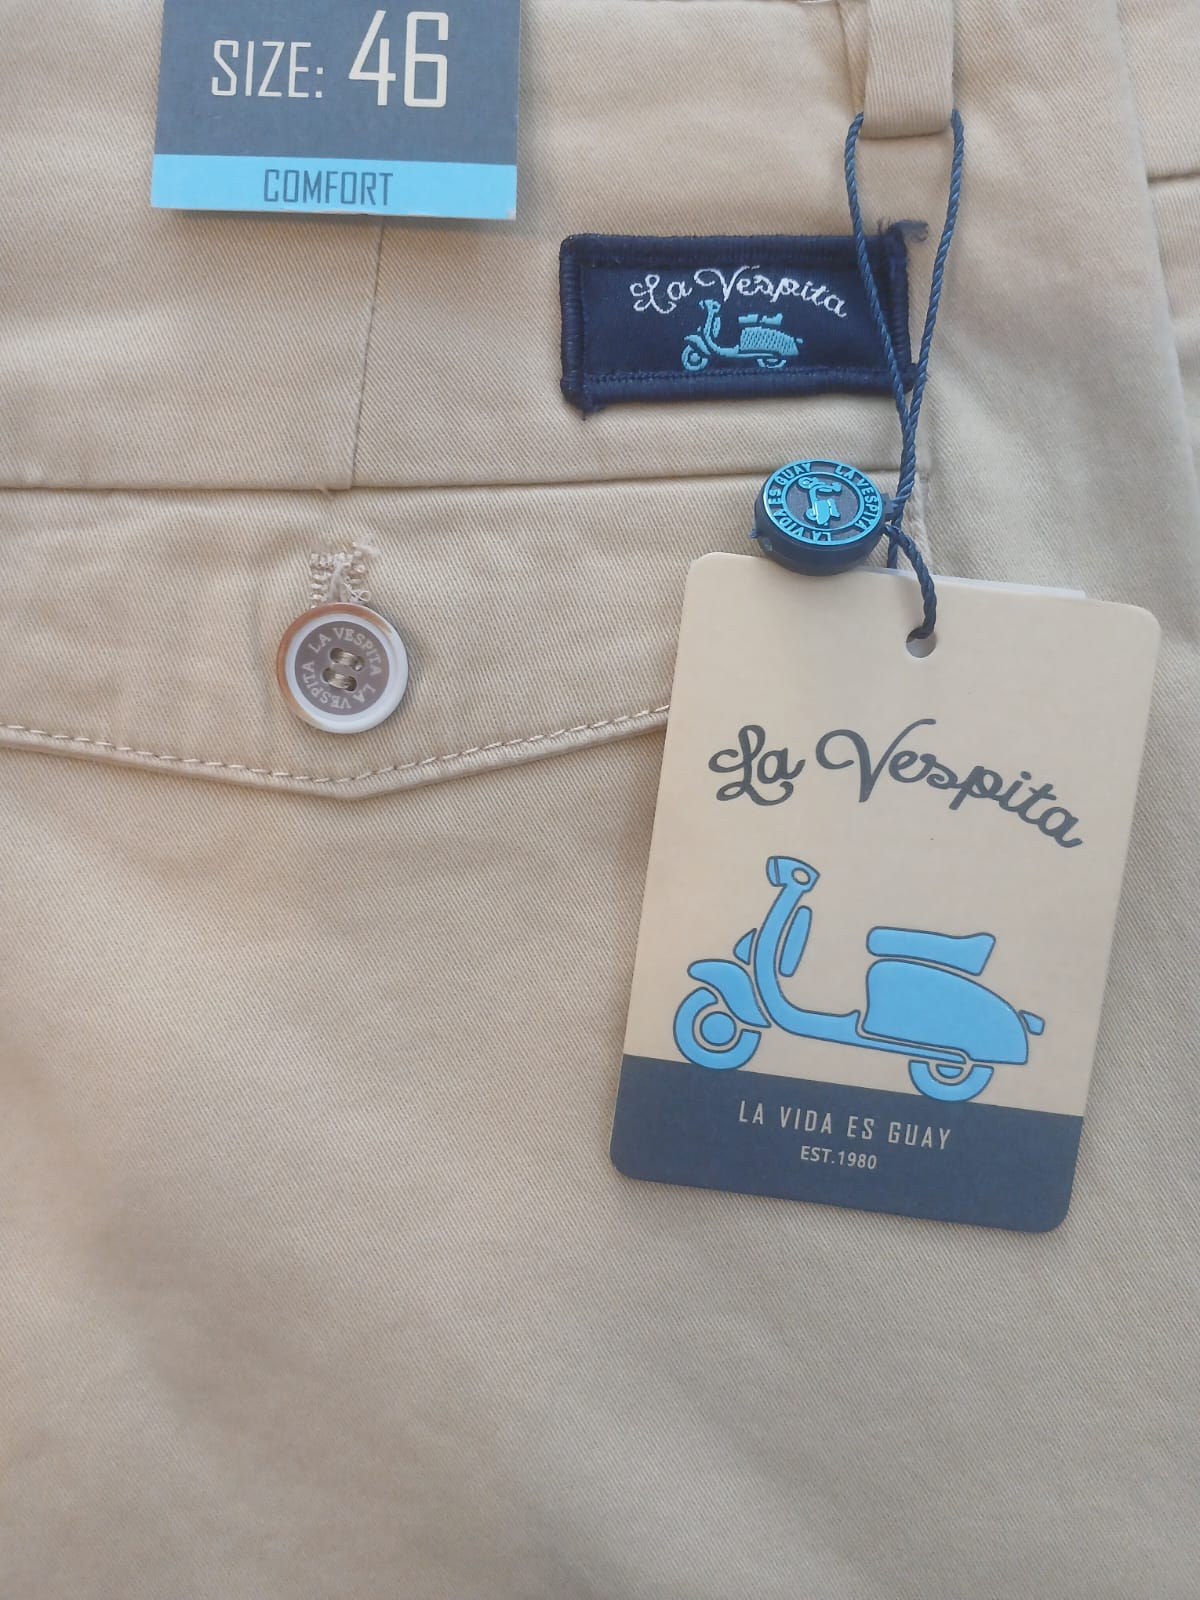 SIZE: 46
COMFORT
La Vespita
LA VESPITA
LA VIDA ES GUAY
LA VESPITA LA VESPITA
La Vespita
LA VIDA ES GUAY
EST.1980